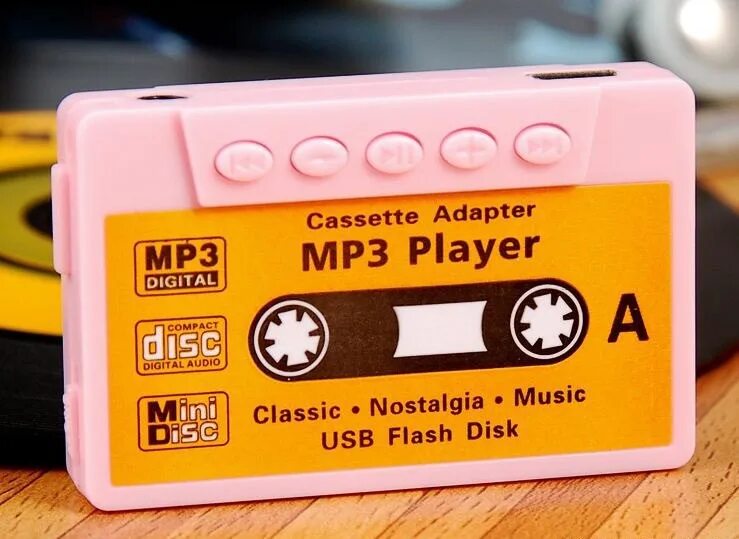 Cassette Adapter
MP3 Player
MP3
DIGITAL
COMPACT
disc
DIGITAL AUDIO
Mini
Disc
A
Classic • Nostalgia • Music
USB Flash Disk